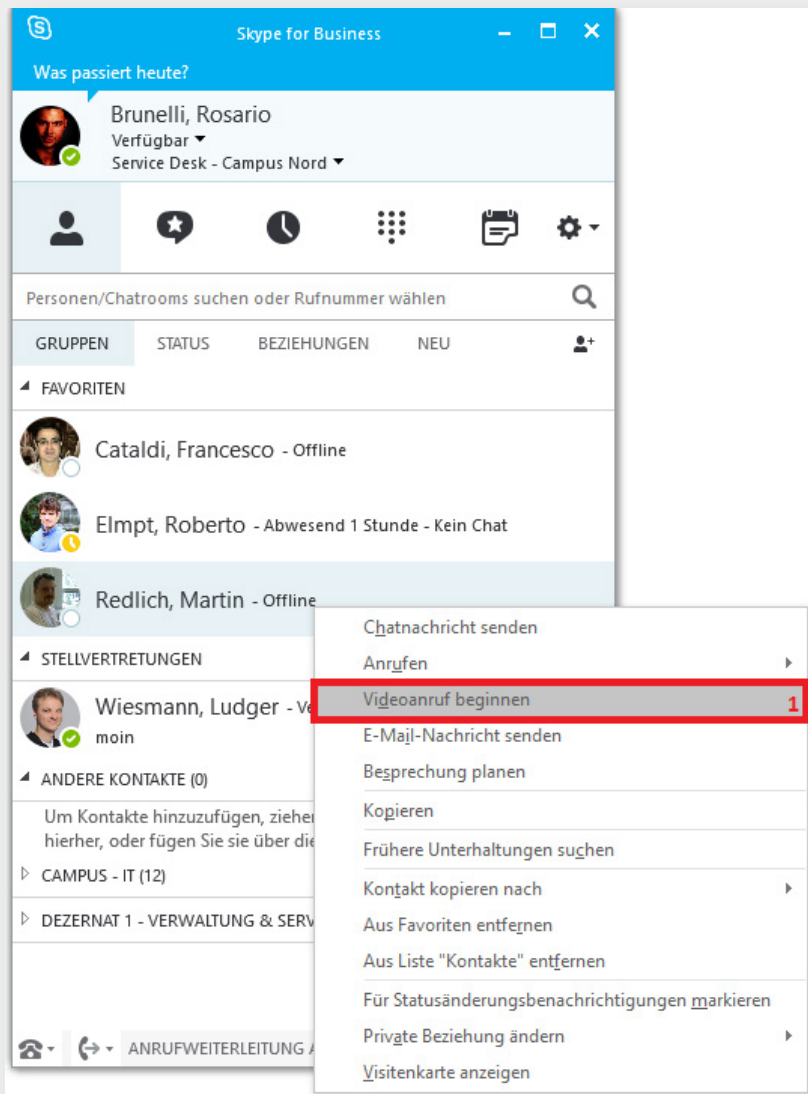 Skype for Business
Was passiert heute?
Brunelli, Rosario
Verfügbar
Service Desk - Campus Nord
Personen/Chatrooms suchen oder Rufnummer wählen
GRUPPEN STATUS BEZIEHUNGEN NEU
FAVORITEN
Cataldi, Francesco - Offline
Elmpt, Roberto - Abwesend 1 Stunde - Kein Chat
Redlich, Martin - Offline
STELLVERTRETUNGEN
Wiesmann, Ludger -
moin
ANDERE KONTAKTE (0)
Um Kontakte hinzuzufügen,
hierher, oder fügen Sie sie über
CAMPUS - IT (12)
DEZERNAT 1 - VERWALTUNG &
ANRUFWEITERLEITUNG
Chatnachricht senden
Anrufen
Videoanruf beginnen 1
E-Mail-Nachricht senden
Besprechung planen
Kopieren
Frühere Unterhaltungen suchen
Kontakt kopieren nach
Aus Favoriten entfernen
Aus Liste "Kontakte" entfernen
Für Statusänderungsbenachrichtigungen markieren
Private Beziehung ändern
Visitenkarte anzeigen